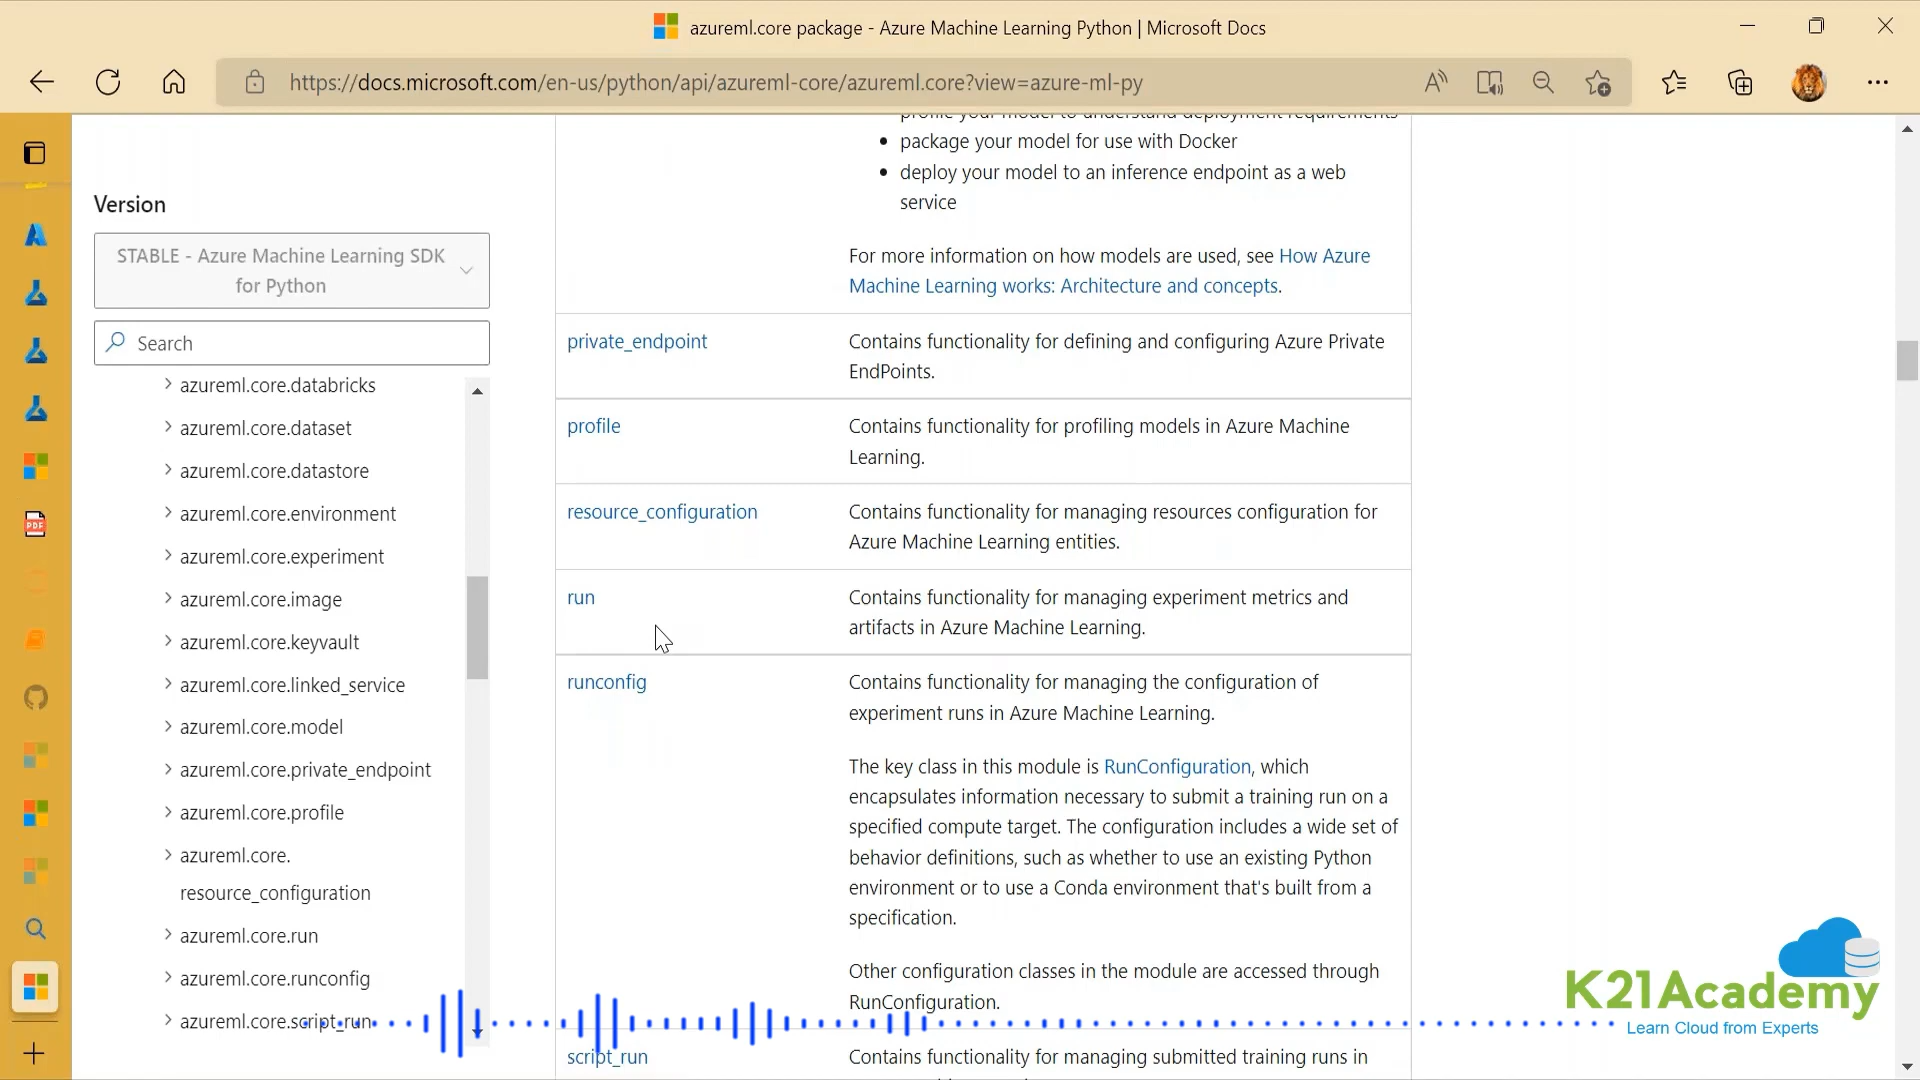 azureml.core package - Azure Machine Learning Python | Microsoft Docs
https://docs.microsoft.com/en-us/python/api/azureml-core/azureml.core?view=azure-ml-py
Version
STABLE - Azure Machine Learning SDK
for Python
Search
azureml.core.databricks
azureml.core.dataset
azureml.core.datastore
azureml.core.environment
azureml.core.experiment
azureml.core.image
azureml.core.keyvault
azureml.core.linked_service
azureml.core.model
azureml.core.private_endpoint
azureml.core.profile
azureml.core.
resource_configuration
azureml.core.run
azureml.core.runconfig
azureml.core.script_run
profile your model to understand deployment requirements
• package your model for use with Docker
• deploy your model to an inference endpoint as a web
service
For more information on how models are used, see How Azure
Machine Learning works: Architecture and concepts.
private_endpoint
Contains functionality for defining and configuring Azure Private
EndPoints.
profile
Contains functionality for profiling models in Azure Machine
Learning.
resource_configuration
Contains functionality for managing resources configuration for
Azure Machine Learning entities.
run
Contains functionality for managing experiment metrics and
artifacts in Azure Machine Learning.
runconfig
Contains functionality for managing the configuration of
experiment runs in Azure Machine Learning.
The key class in this module is RunConfiguration, which
encapsulates information necessary to submit a training run on a
specified compute target. The configuration includes a wide set of
behavior definitions, such as whether to use an existing Python
environment or to use a Conda environment that's built from a
specification.
Other configuration classes in the module are accessed through
RunConfiguration.
script_run
Contains functionality for managing submitted training runs in
PDF
K21Academy
Learn Cloud from Experts